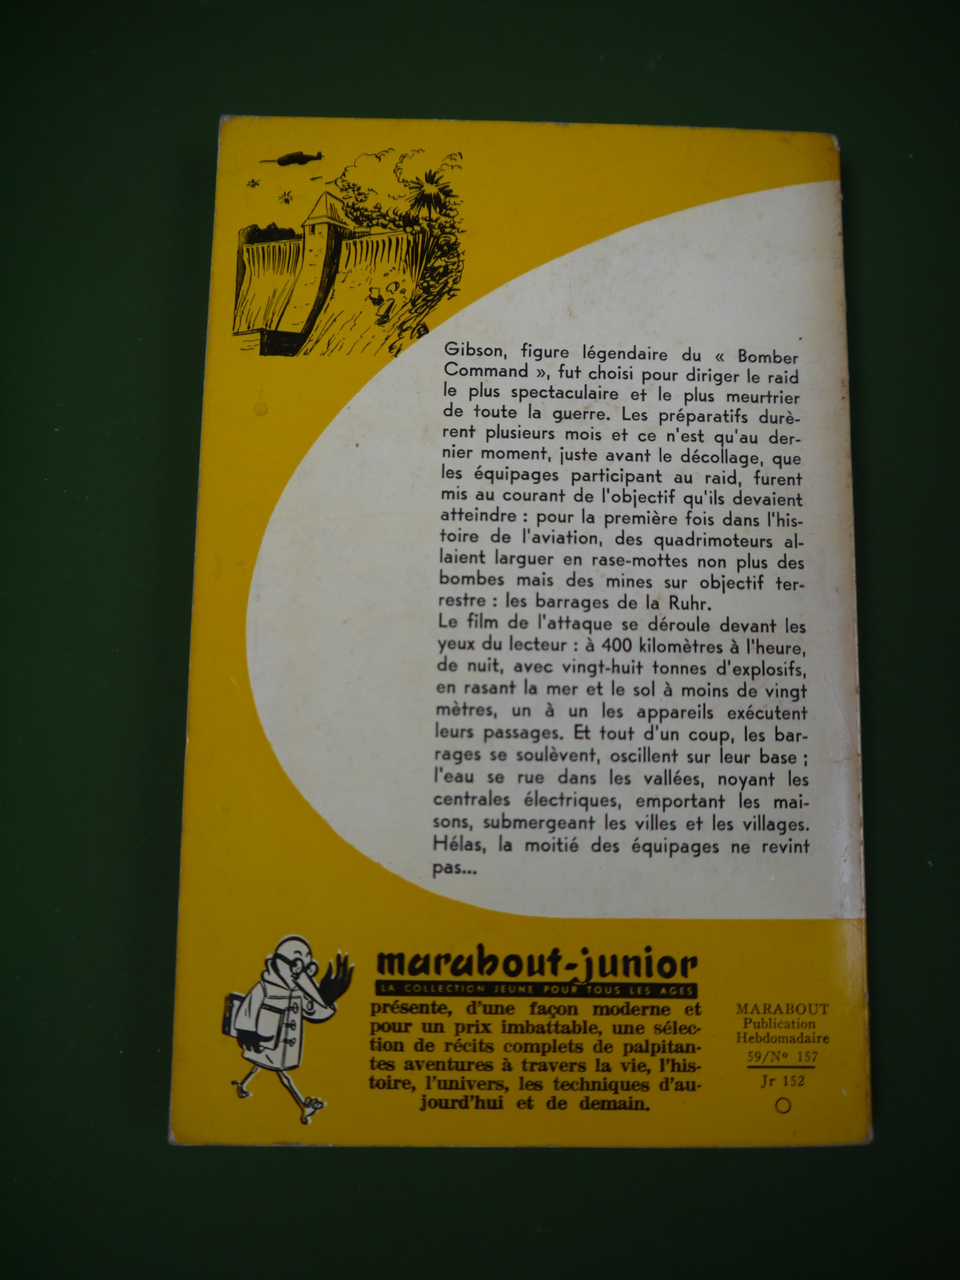 Gibson, figure légendaire du « Bomber
Command », fut choisi pour diriger le raid
le plus spectaculaire et le plus meurtrier
de toute la guerre. Les préparatifs durè-
rent plusieurs mois et ce n'est qu'au der-
nier moment, juste avant le décollage, que
les équipages participant au raid, furent
mis au courant de l'objectif qu'ils devaient
atteindre : pour la première fois dans l'his-
toire de l'aviation, des quadrimoteurs al-
laient larguer en rase-mottes non plus des
bombes mais des mines sur objectif ter-
restre : les barrages de la Ruhr.
Le film de l'attaque se déroule devant les
yeux du lecteur : à 400 kilomètres à l'heure,
de nuit, avec vingt-huit tonnes d'explosifs,
en rasant la mer et le sol à moins de vingt
mètres, un à un les appareils exécutent
leurs passages. Et tout d'un coup, les bar-
rages se soulèvent, oscillent sur leur base ;
l'eau se rue dans les vallées, noyant les
centrales électriques, emportant les mai-
sons, submergeant les villes et les villages.
Hélas, la moitié des équipages ne revint
pas...
marabout-junior
LA COLLECTION JEUNE POUR TOUS LES AGES
présente, d'une façon moderne et
pour un prix imbattable, une sélec-
tion de récits complets de palpitan-
tes aventures à travers la vie, l'his-
toire, l'univers, les techniques d'au-
jourd'hui et de demain.
MARABOUT
Publication
Hebdomadaire
59/Nº 157
Jr 152